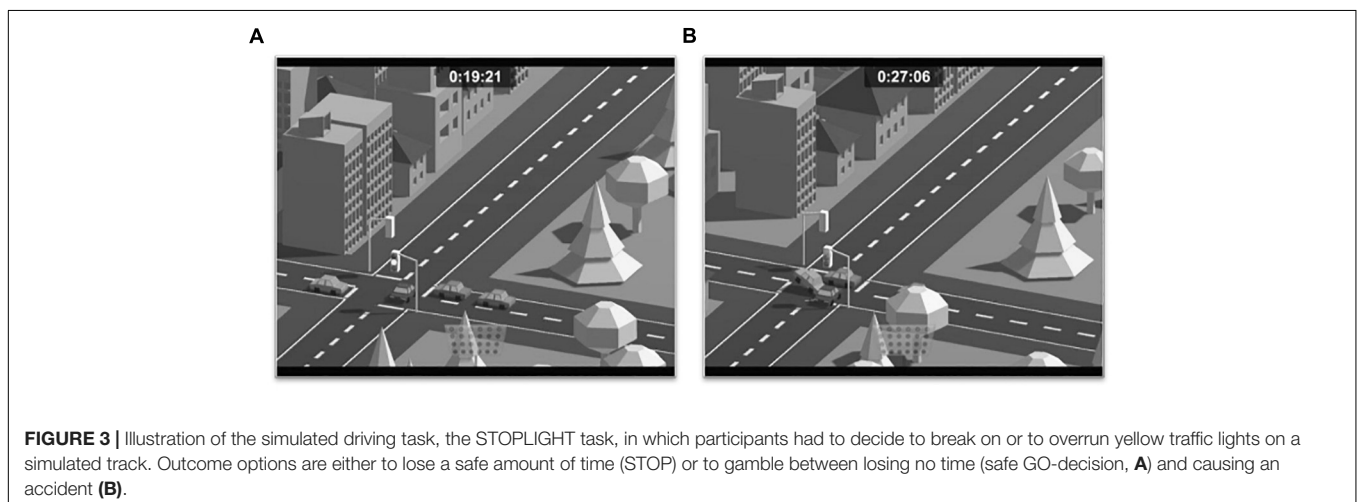 A
B
0:19:21
0:27:06
FIGURE 3 | Illustration of the simulated driving task, the STOPLIGHT task, in which participants had to decide to break on or to overrun yellow traffic lights on a
simulated track. Outcome options are either to lose a safe amount of time (STOP) or to gamble between losing no time (safe GO-decision, A) and causing an
accident (B).